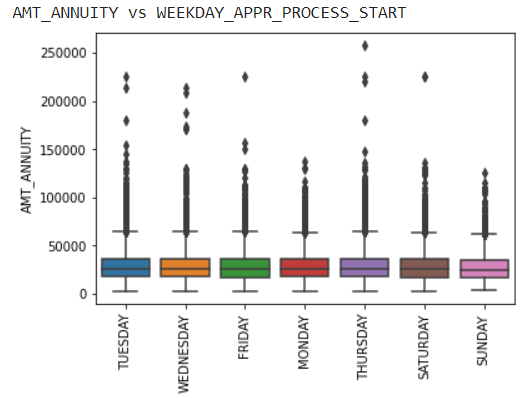 AMT_ANNUITY vs WEEKDAY_APPR_PROCESS_START
250000
200000
150000
100000
50000
0
AMT_ANNUITY
TUESDAY
WEDNESDAY
FRIDAY
MONDAY
THURSDAY
SATURDAY
SUNDAY